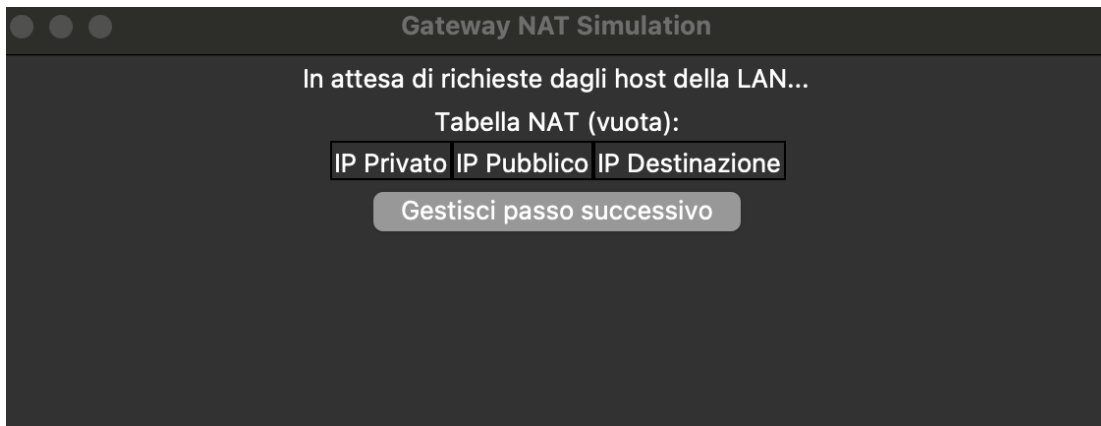 Gateway NAT Simulation
In attesa di richieste dagli host della LAN...
Tabella NAT (vuota):
IP Privato IP Pubblico IP Destinazione
Gestisci passo successivo